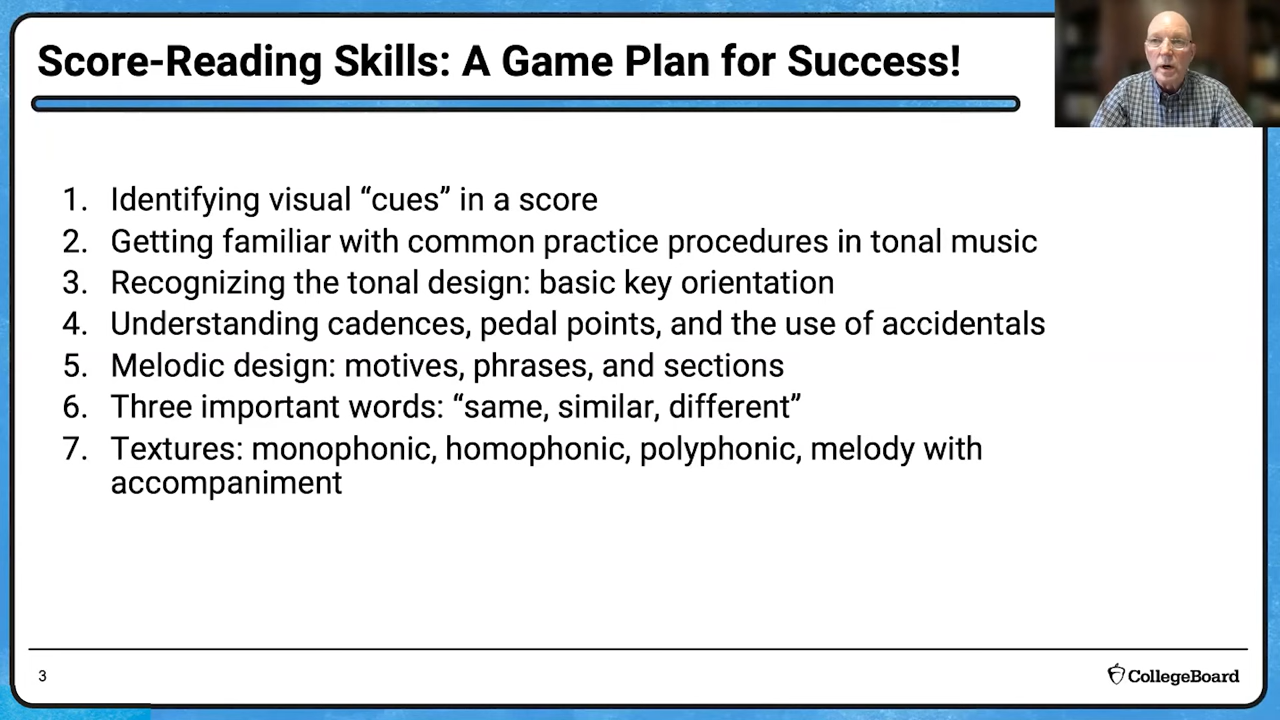 Score-Reading Skills: A Game Plan for Success!
1. Identifying visual “cues” in a score
2. Getting familiar with common practice procedures in tonal music
3. Recognizing the tonal design: basic key orientation
4. Understanding cadences, pedal points, and the use of accidentals
5. Melodic design: motives, phrases, and sections
6. Three important words: “same, similar, different”
7. Textures: monophonic, homophonic, polyphonic, melody with
accompaniment
3
CollegeBoard